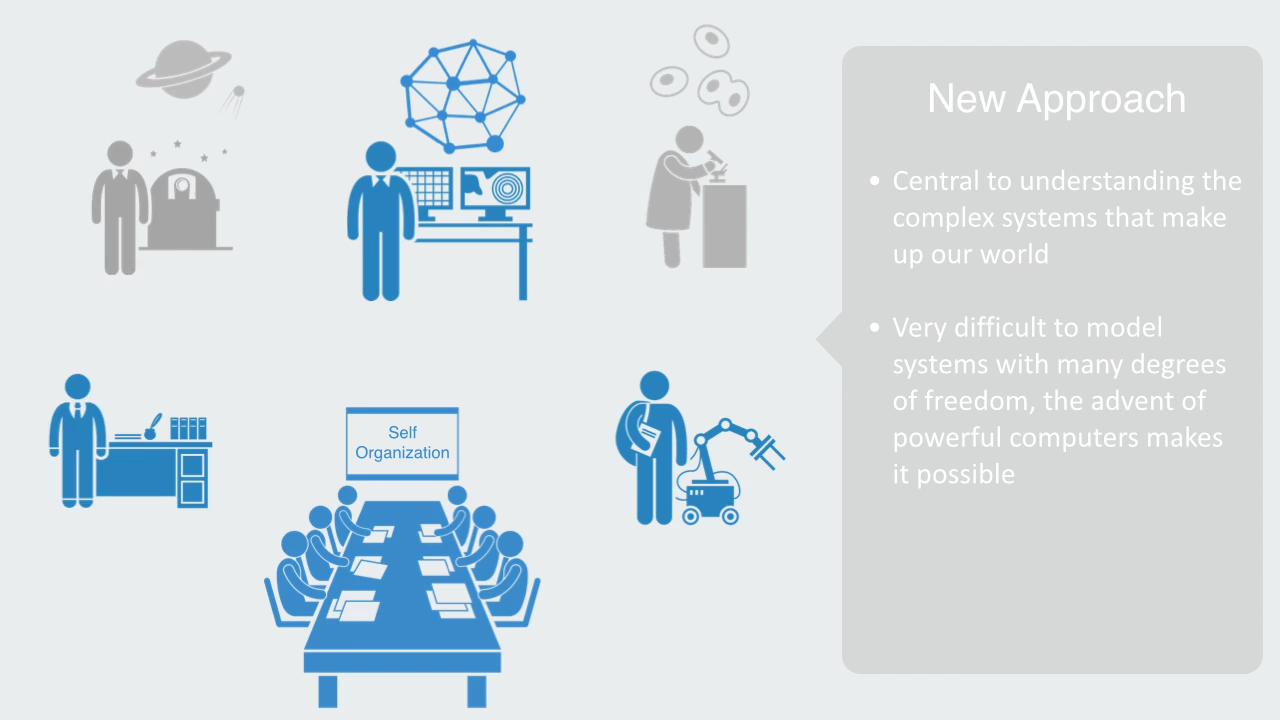 New Approach
• Central to understanding the
complex systems that make
up our world
• Very difficult to model
systems with many degrees
of freedom, the advent of
powerful computers makes
it possible
Self
Organization